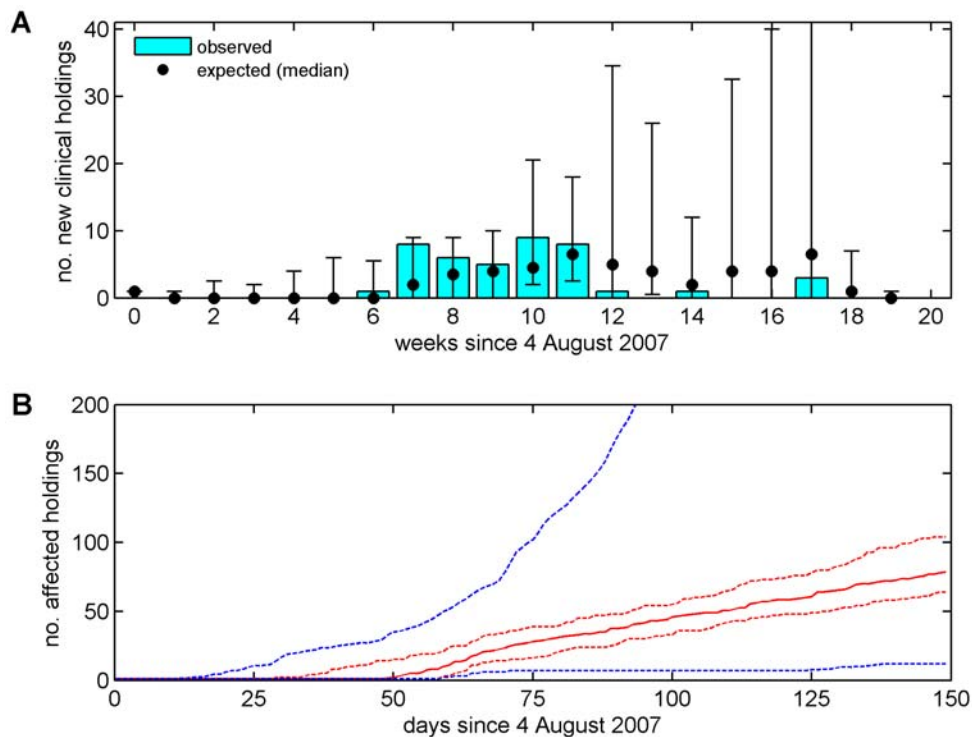 A
no. new clinical holdings
40
30
20
10
0
observed
expected (median)
0 2 4 6 8 10 12 14 16 18 20
weeks since 4 August 2007
B
no. affected holdings
200
150
100
50
0
0 25 50 75 100 125 150
days since 4 August 2007